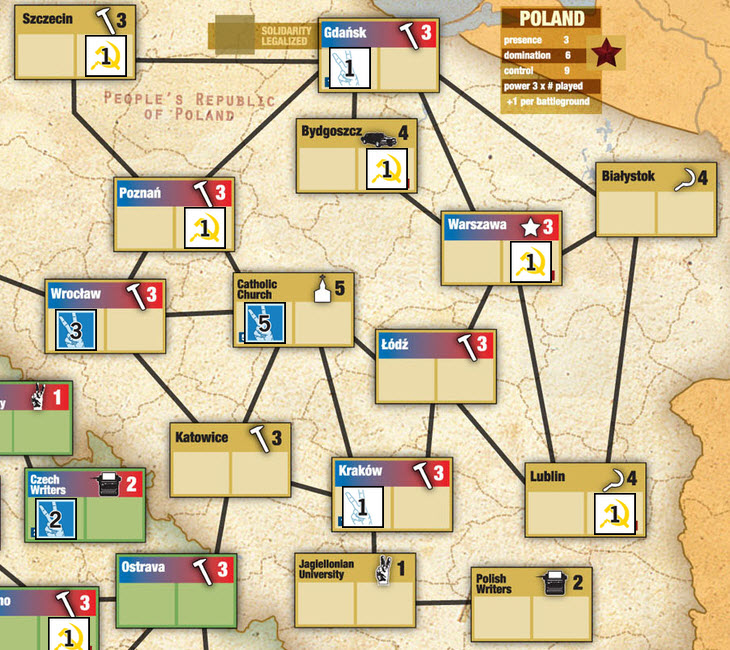 POLAND
presence 3
domination 6
control 9
power 3 x # played
+1 per battleground
SOLIDARITY
LEGALIZED
PEOPLE'S REPUBLIC
OF POLAND
Szczecin 3
1
Gdańsk 3
1
Bydgoszcz 4
1
Białystok 4
Poznań 3
1
Warszawa 3
1
Wrocław 3
3
Catholic
Church 5
5
Łódź 3
y 1
Katowice 3
Kraków 3
1
Lublin 4
1
Czech
Writers 2
2
Ostrava 3
Jagiellonian
University 1
Polish
Writers 2
no 3
1